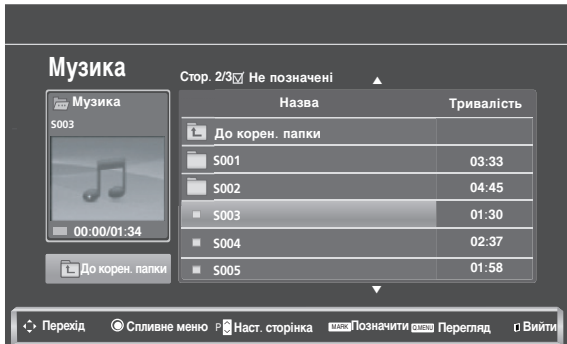 Музика
Стор. 2/3 Не позначені
Музика
S003
00:00/01:34
До корен. папки
Назва Тривалість
До корен. папки
S001 03:33
S002 04:45
S003 01:30
S004 02:37
S005 01:58
Перехід Спливне меню P Наст. сторінка MARK Позначити Q.MENU Перегляд Вийти